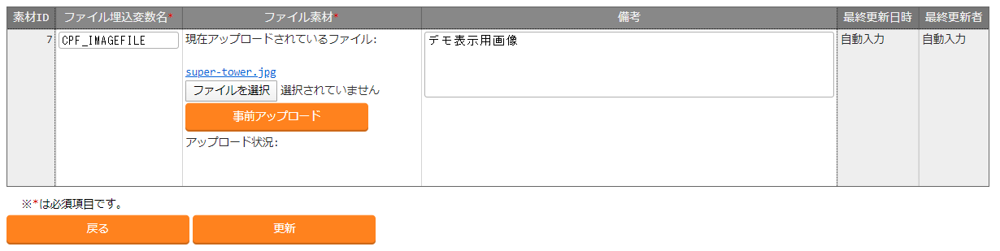 素材ID ファイル埋込変数名* ファイル素材* 備考 最終更新日時 最終更新者
7 CPF_IMAGEFILE 現在アップロードされているファイル: デモ表示用画像 自動入力 自動入力
super-tower.jpg
ファイルを選択 選択されていません
事前アップロード
アップロード状況:
※*は必須項目です。
戻る 更新